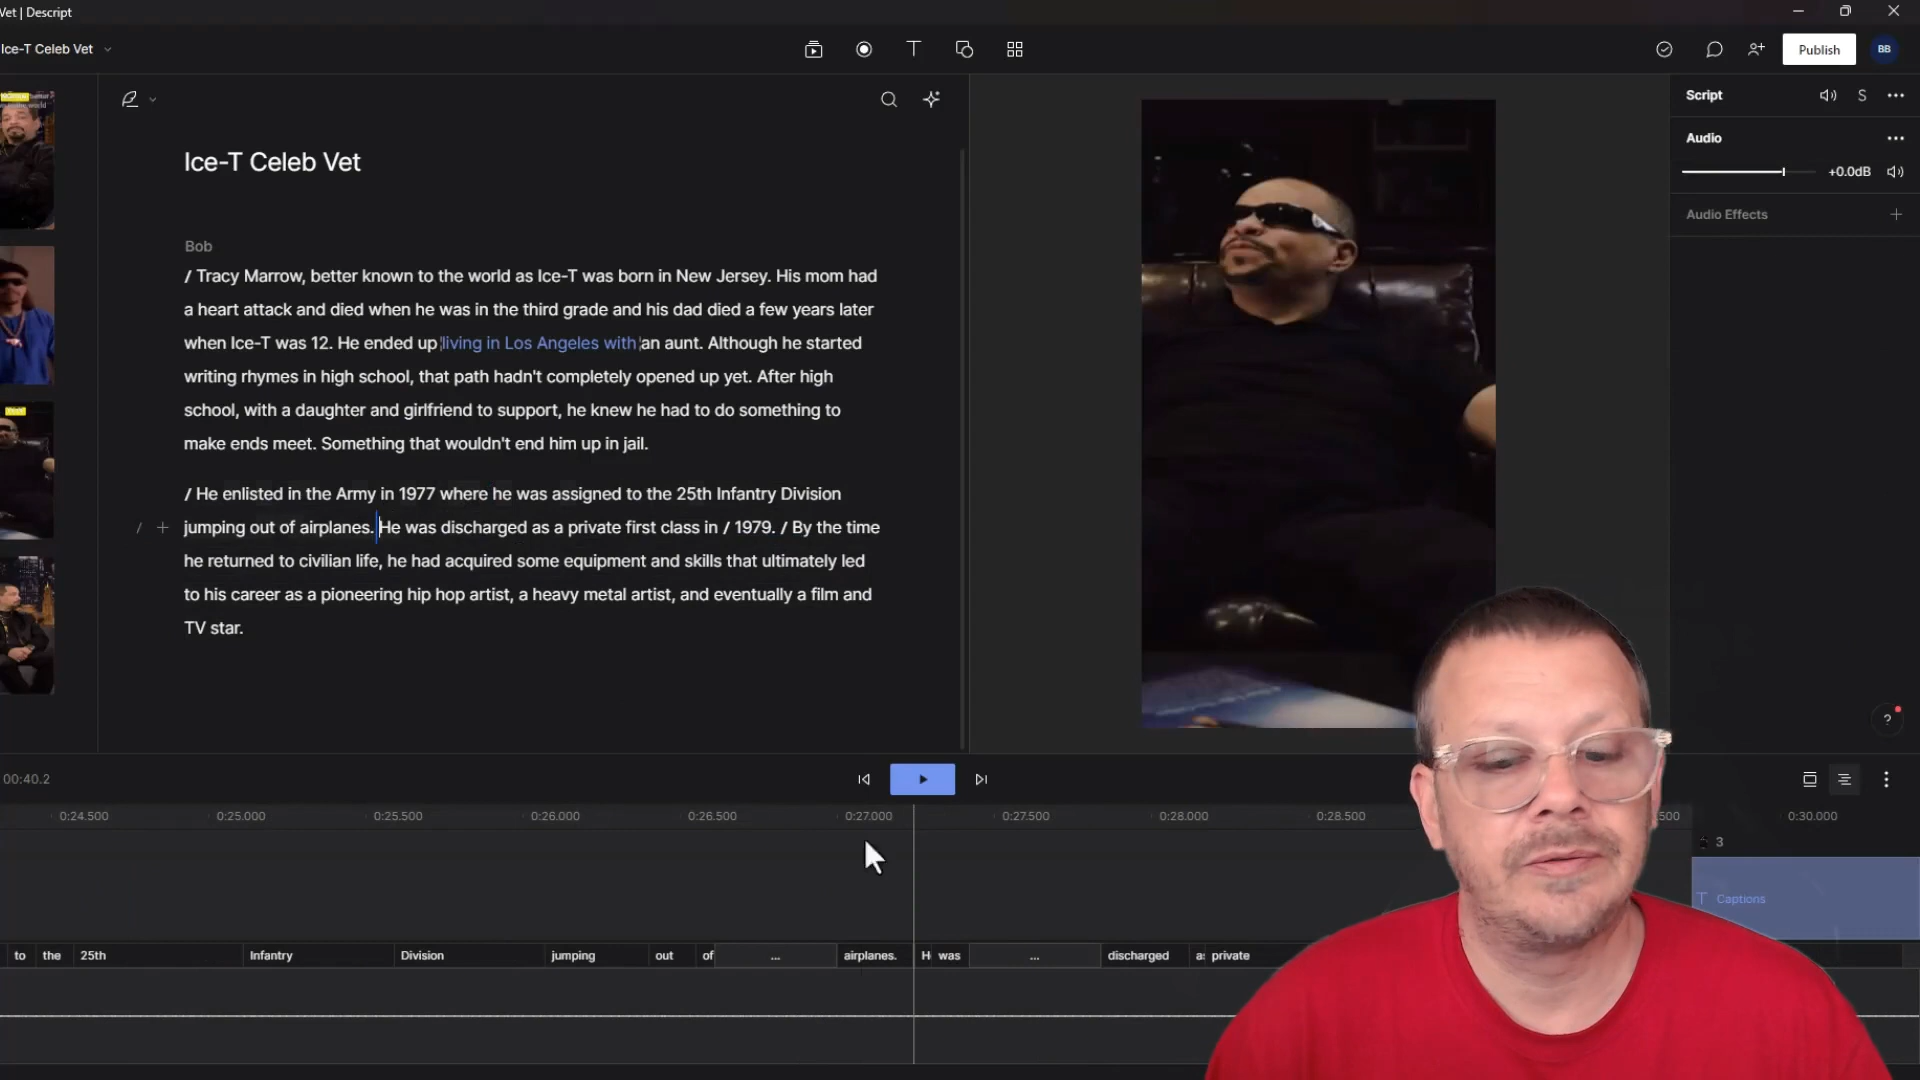 Vet | Descript
Ice-T Celeb Vet
Publish
BB
Script
S
Audio
+0.0dB
Audio Effects
Ice-T Celeb Vet
Bob
/ Tracy Marrow, better known to the world as Ice-T was born in New Jersey. His mom had
a heart attack and died when he was in the third grade and his dad died a few years later
when Ice-T was 12. He ended up living in Los Angeles with an aunt. Although he started
writing rhymes in high school, that path hadn't completely opened up yet. After high
school, with a daughter and girlfriend to support, he knew he had to do something to
make ends meet. Something that wouldn't end him up in jail.
/ He enlisted in the Army in 1977 where he was assigned to the 25th Infantry Division
/ + jumping out of airplanes. He was discharged as a private first class in / 1979. / By the time
he returned to civilian life, he had acquired some equipment and skills that ultimately led
to his career as a pioneering hip hop artist, a heavy metal artist, and eventually a film and
TV star.
?
00:40.2
0:24.500 0:25.000 0:25.500 0:26.000 0:26.500 0:27.000 0:27.500 0:28.000 0:28.500 0:30.000
3
Captions
to the 25th Infantry Division jumping out of ... airplanes. H was ... discharged a private